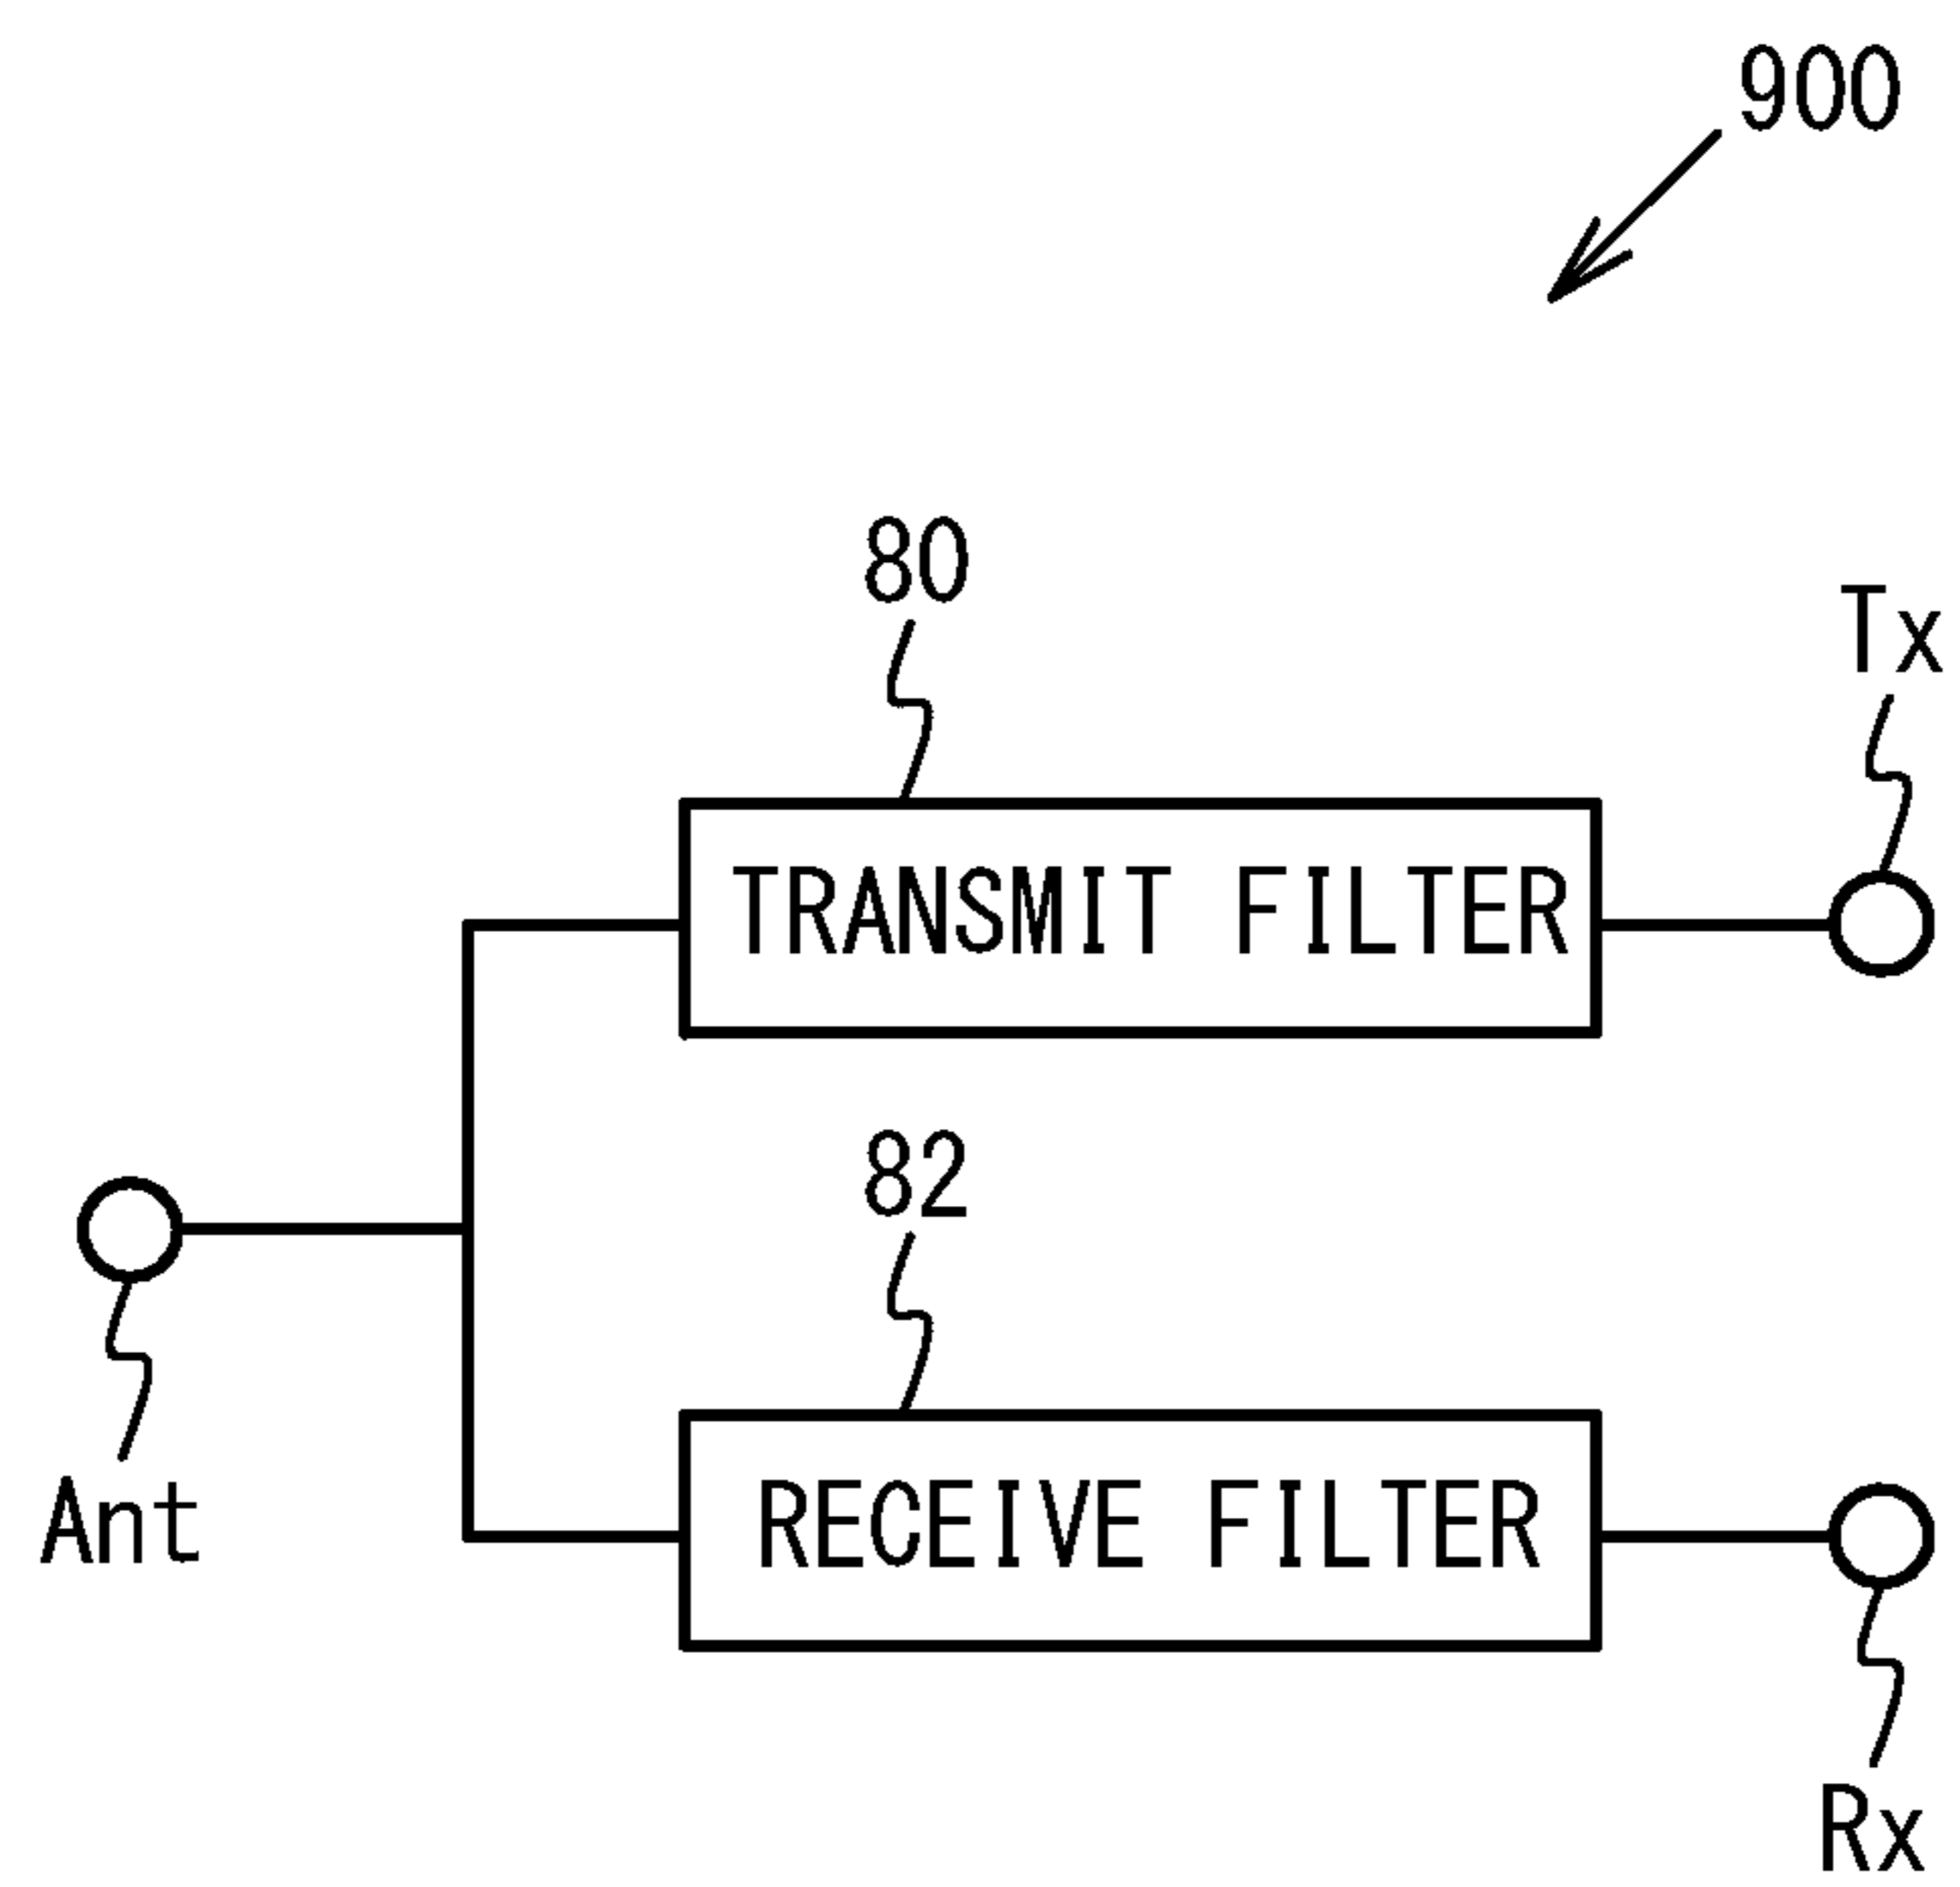 900
80
Tx
TRANSMIT FILTER
82
Ant
RECEIVE FILTER
Rx